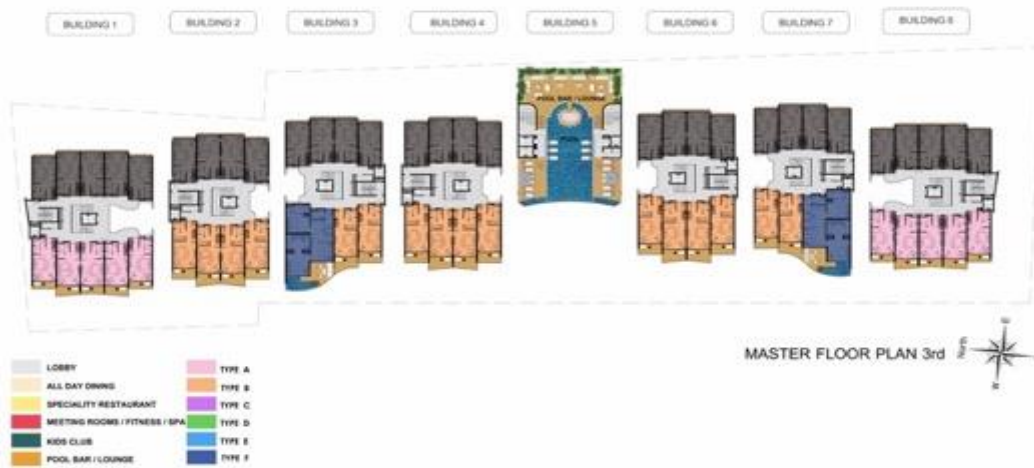 BUILDING 1
BUILDING 2
BUILDING 3
BUILDING 4
BUILDING 5
BUILDING 6
BUILDING 7
BUILDING 8
POOL BAR / LOUNGE
POOL
MASTER FLOOR PLAN 3rd
North
E
W
LOBBY
ALL DAY DINING
SPECIALITY RESTAURANT
MEETING ROOMS / FITNESS / SPA
KIDS CLUB
POOL BAR / LOUNGE
TYPE A
TYPE B
TYPE C
TYPE D
TYPE E
TYPE F